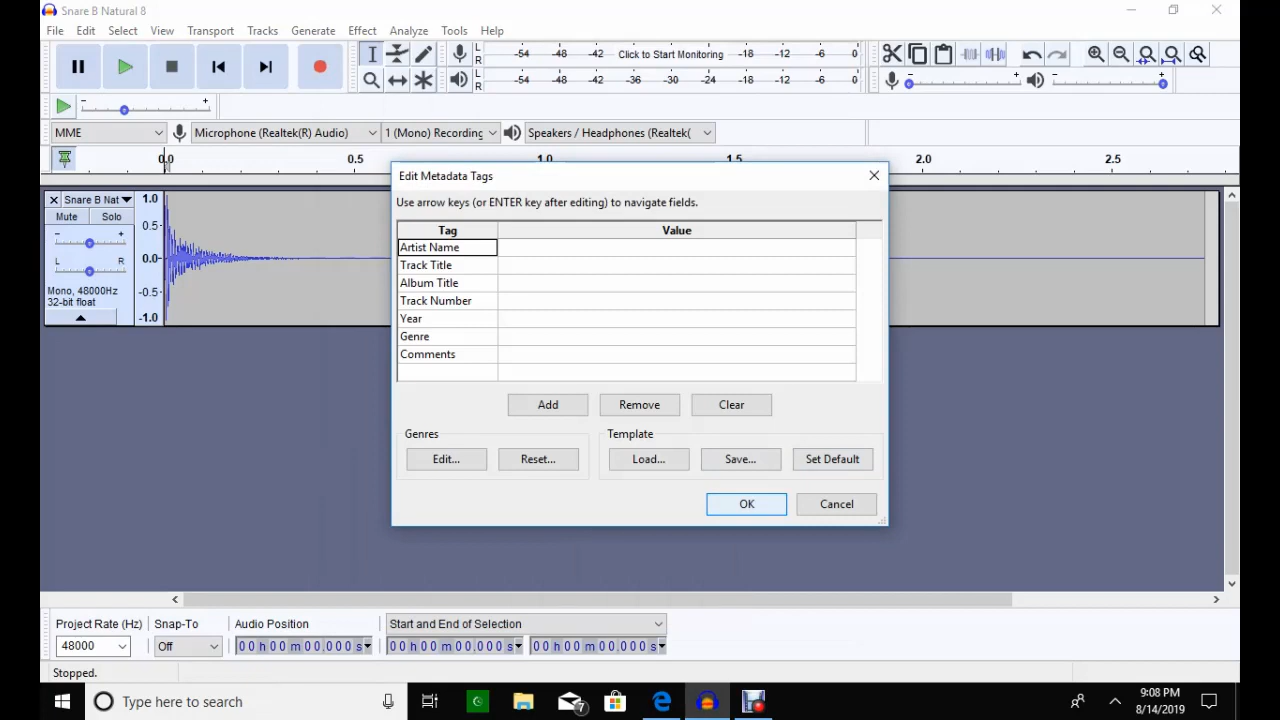 Snare B Natural 8
File Edit Select View Transport Tracks Generate Effect Analyze Tools Help
L R -54 -48 -42 Click to Start Monitoring -18 -12 -6 0
L R -54 -48 -42 -36 -30 -24 -18 -12 -6 0
- +
MME Microphone (Realtek(R) Audio) 1 (Mono) Recording Speakers / Headphones (Realtek(
0.0 0.5 1.0 1.5 2.0 2.5
Snare B Nat
Mute Solo
- +
L R
Mono, 48000Hz
32-bit float
1.0
0.5
0.0
-0.5
-1.0
Edit Metadata Tags
Use arrow keys (or ENTER key after editing) to navigate fields.
Tag Value
Artist Name
Track Title
Album Title
Track Number
Year
Genre
Comments
Add Remove Clear
Genres Template
Edit... Reset... Load... Save... Set Default
OK Cancel
Project Rate (Hz) Snap-To Audio Position Start and End of Selection
48000 Off 00 h 00 m 00.000 s 00 h 00 m 00.000 s 00 h 00 m 00.000 s
Stopped.
Type here to search 7 9:08 PM
8/14/2019